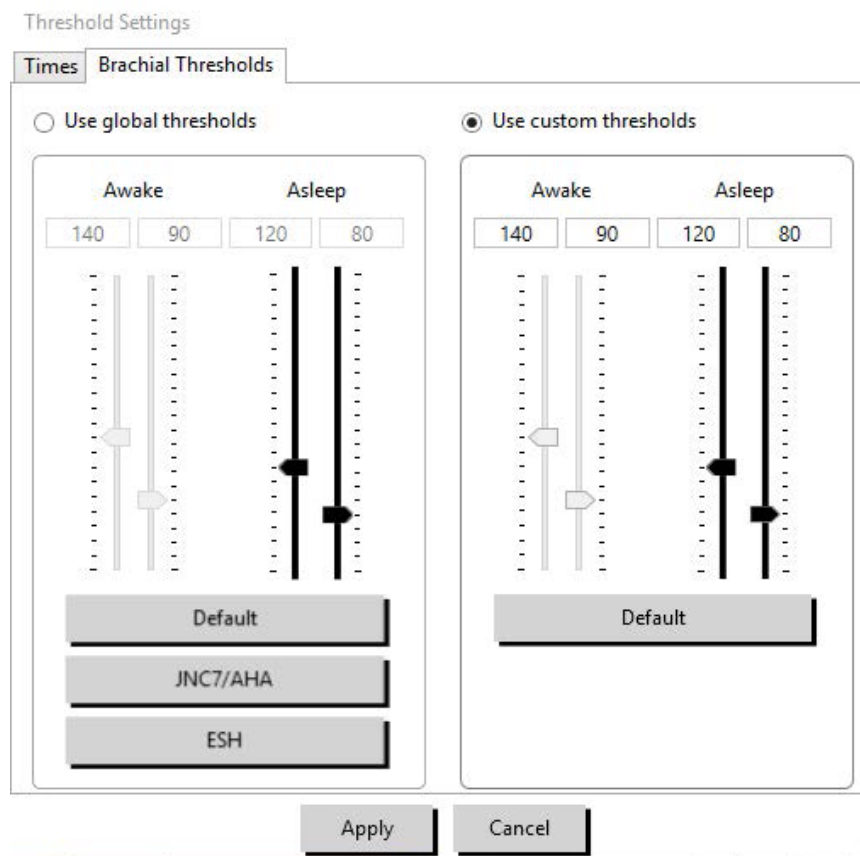 Threshold Settings
Times Brachial Thresholds
Use global thresholds
Awake Asleep
140 90 120 80
Default
JNC7/AHA
ESH
Use custom thresholds
Awake Asleep
140 90 120 80
Default
Apply Cancel